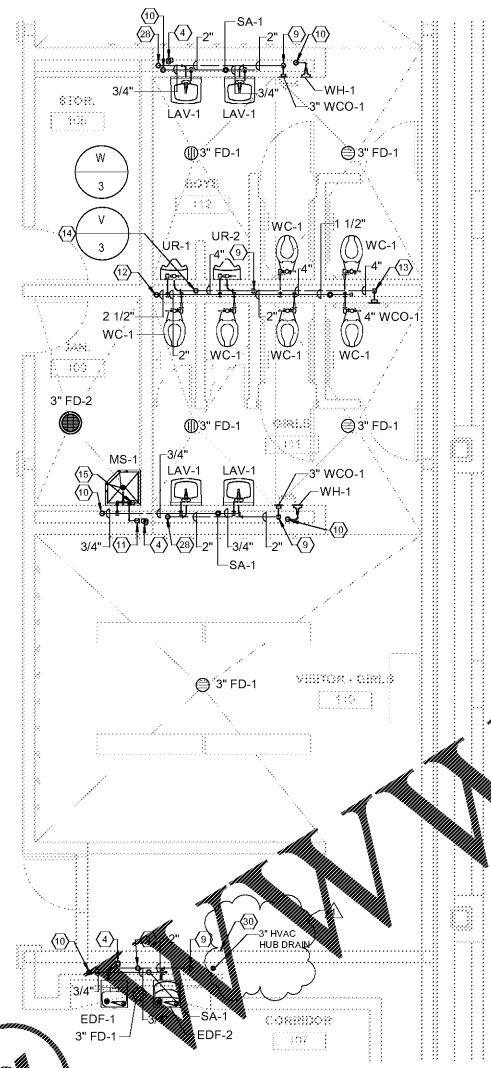 10 4 2" SA-1 2" 9 10
28
3/4" 3/4" WH-1
3" WCO-1
LAV-1 LAV-1
STOR.
106
3" FD-1 3" FD-1
W
3
BOYS
112
V
3
14
UR-1 UR-2 9 WC-1 1 1/2" WC-1
4" 4" 4"
12 13
2 1/2" 2" 4" WCO-1
WC-1 2" WC-1 WC-1 WC-1
JAN.
109
3" FD-2
3" FD-1 3" FD-1
GIRLS
111
MS-1 3/4" LAV-1 LAV-1 3" WCO-1
15 WH-1
10
3/4" 11 4 28 2" 3/4" 2" 9 10
SA-1
3" FD-1
VISITOR - GIRLS
110
30
10 4 2" 9 3" HVAC
HUB DRAIN
3/4"
3/4" SA-1
EDF-1 EDF-2
3" FD-1
CORRIDOR
107
WWW